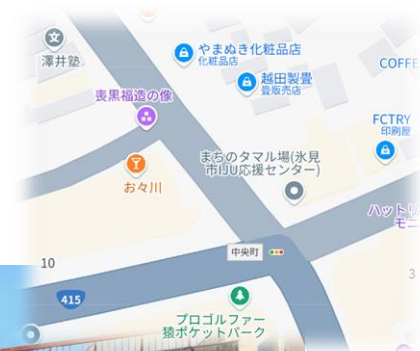 澤井塾
やまぬき化粧品店
化粧品店
越田製畳
畳販売店
COFFE
喪黒福造の像
FCTRY
印刷屋
お々川
まちのタマル場(氷見
市IJU応援センター)
ハットリ
モニ
中央町
10
3
415
プロゴルファー
猿ポケットパーク